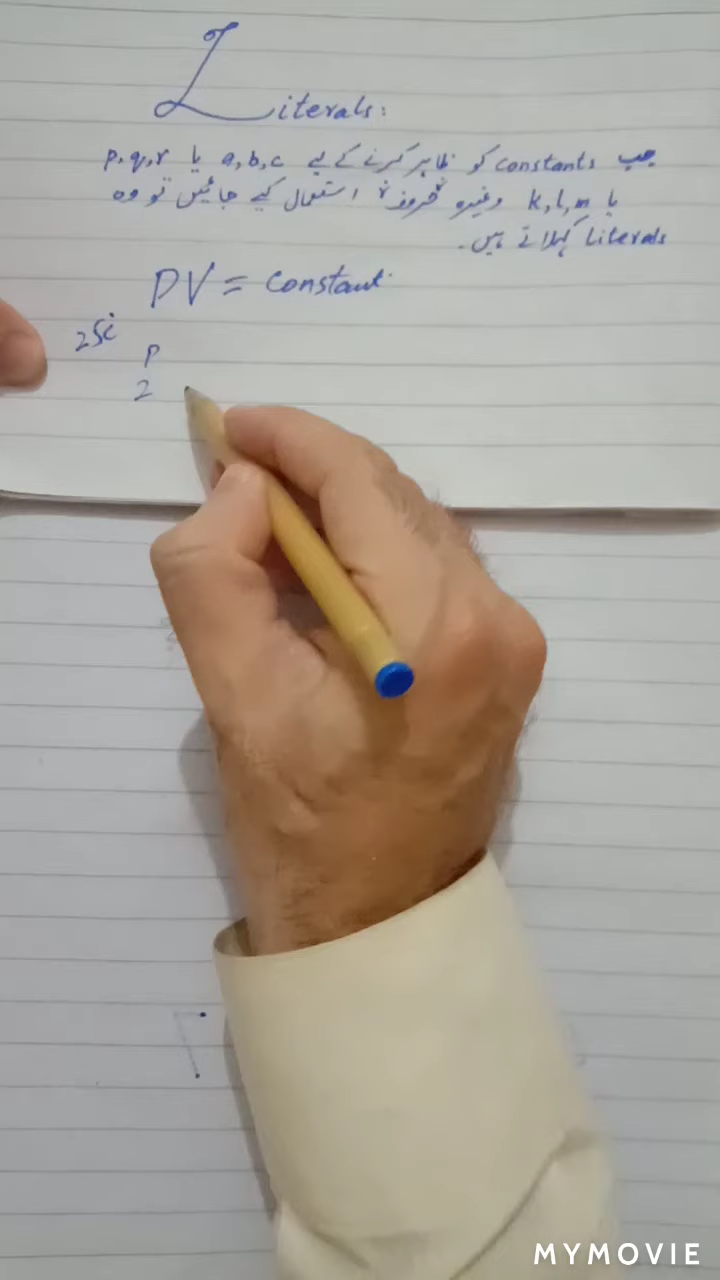 Literals:
جب constants کو ظاہر کرنے کے لیے a,b,c یا p,q,r
یا k,l,m وغیرہ "حروف" استعمال کیے جائیں تو وہ
Literals کہلاتے ہیں۔
PV = Constant
P
2
MYMOVIE